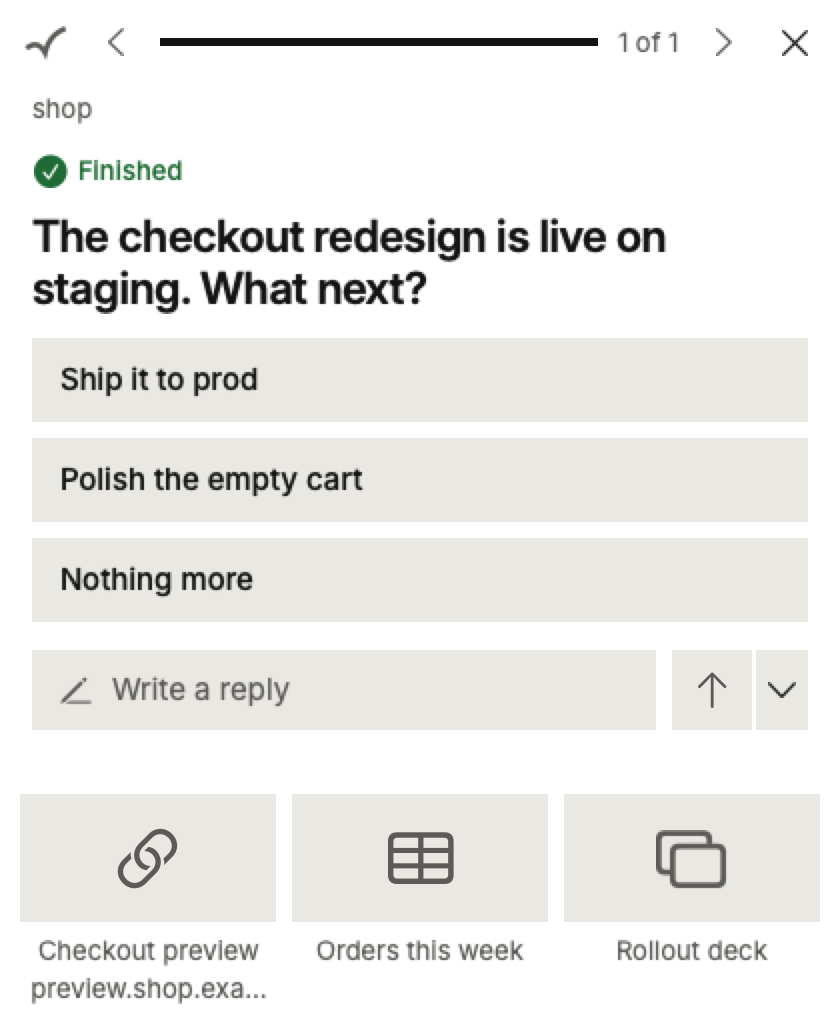 1 of 1
shop
Finished
The checkout redesign is live on
staging. What next?
Ship it to prod
Polish the empty cart
Nothing more
Write a reply
Checkout preview
preview.shop.exa...
Orders this week
Rollout deck